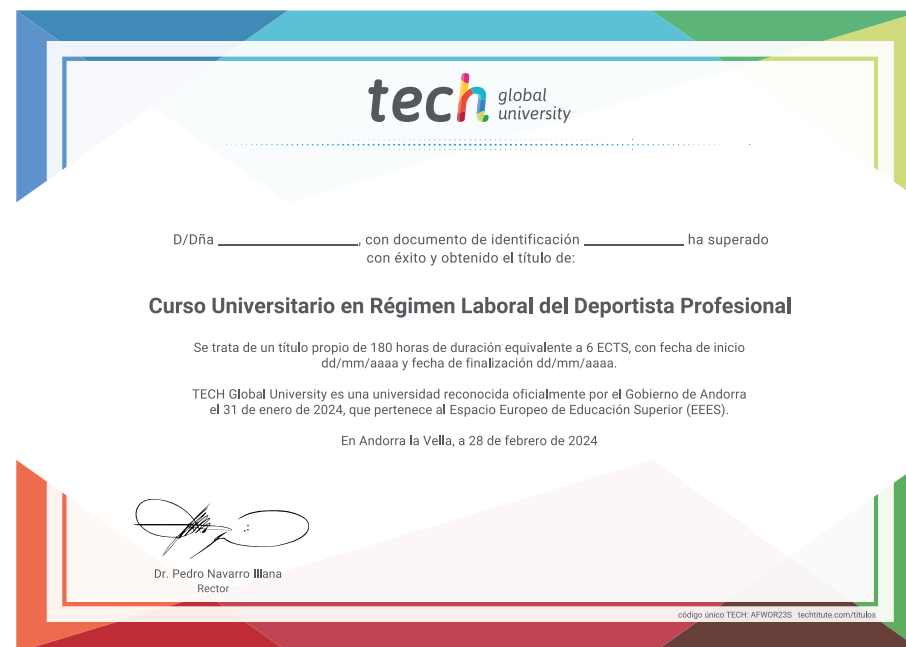 tech global university
D/Dña ____________________, con documento de identificación ______________ ha superado
con éxito y obtenido el título de:
Curso Universitario en Régimen Laboral del Deportista Profesional
Se trata de un título propio de 180 horas de duración equivalente a 6 ECTS, con fecha de inicio
dd/mm/aaaa y fecha de finalización dd/mm/aaaa.
TECH Global University es una universidad reconocida oficialmente por el Gobierno de Andorra
el 31 de enero de 2024, que pertenece al Espacio Europeo de Educación Superior (EEES).
En Andorra la Vella, a 28 de febrero de 2024
Dr. Pedro Navarro Illana
Rector
código único TECH: AFWOR23S techtitute.com/titulos